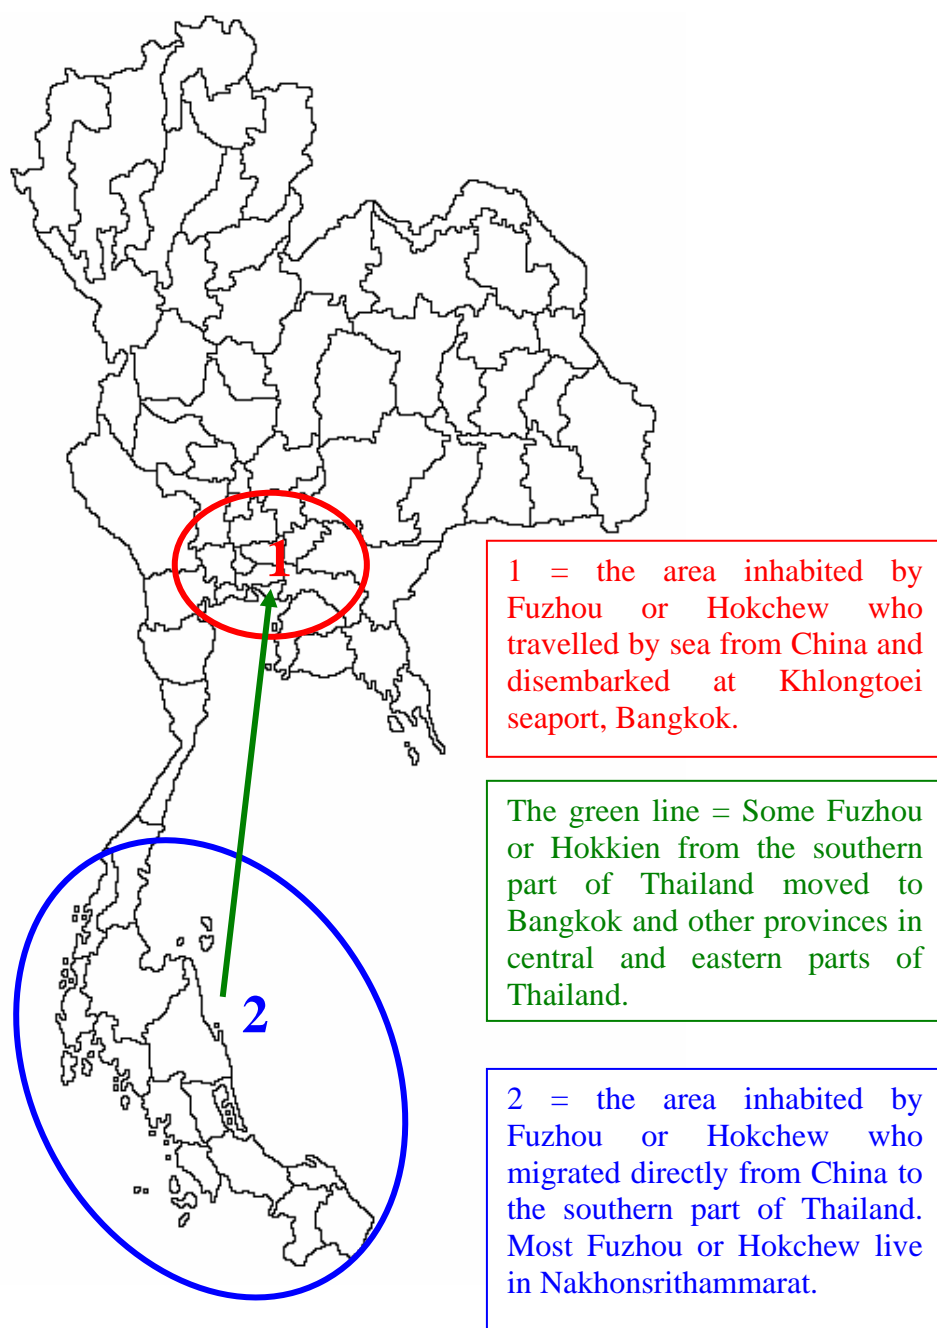 1
1 = the area inhabited by
Fuzhou or Hokchew who
travelled by sea from China and
disembarked at Khlongtoei
seaport, Bangkok.
The green line = Some Fuzhou
or Hokkien from the southern
part of Thailand moved to
Bangkok and other provinces in
central and eastern parts of
Thailand.
2
2 = the area inhabited by
Fuzhou or Hokchew who
migrated directly from China to
the southern part of Thailand.
Most Fuzhou or Hokchew live
in Nakhonsrithammarat.